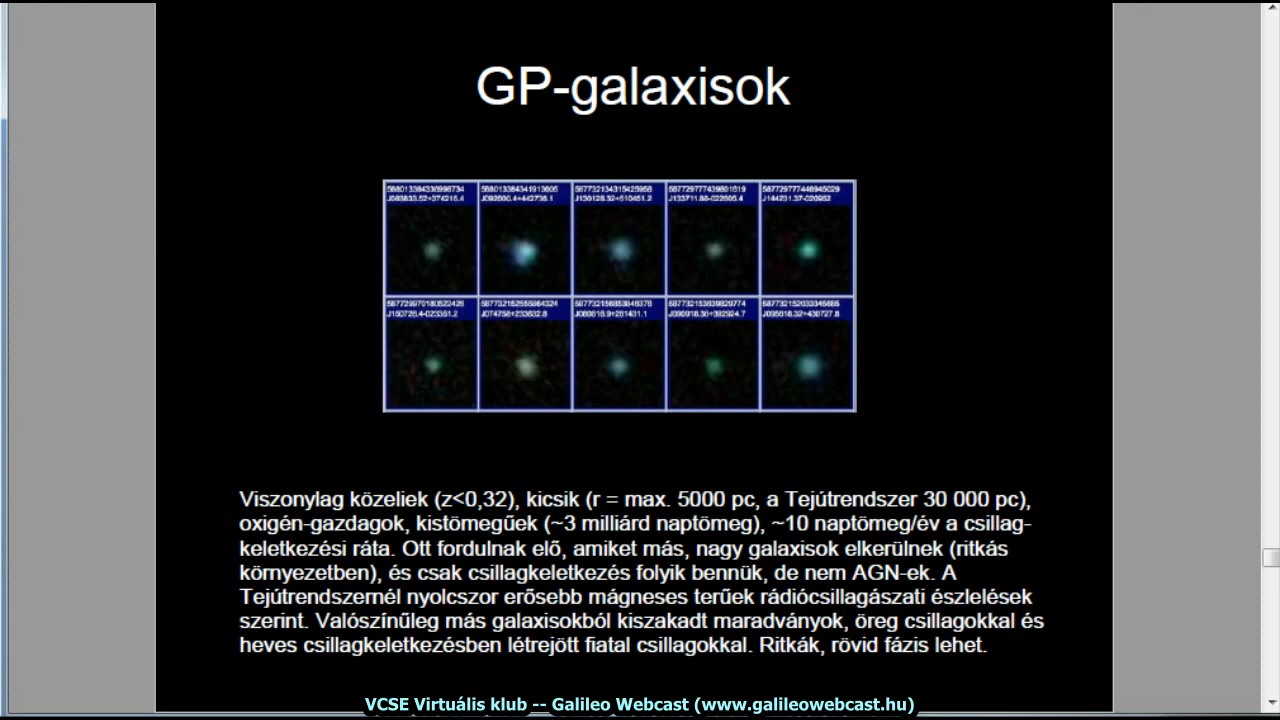 GP-galaxisok
Viszonylag közeliek (z<0,32), kicsik (r = max. 5000 pc, a Tejútrendszer 30 000 pc),
oxigén-gazdagok, kistömegűek (~3 milliárd naptömeg), ~10 naptömeg/év a csillag-
keletkezési ráta. Ott fordulnak elő, amiket más, nagy galaxisok elkerülnek (ritkás
környezetben), és csak csillagkeletkezés folyik bennük, de nem AGN-ek. A
Tejútrendszernél nyolcszor erősebb mágneses terűek rádiócsillagászati észlelések
szerint. Valószínűleg más galaxisokból kiszakadt maradványok, öreg csillagokkal és
heves csillagkeletkezésben létrejött fiatal csillagokkal. Ritkák, rövid fázis lehet.
VCSE Virtuális klub -- Galileo Webcast (www.galileowebcast.hu)